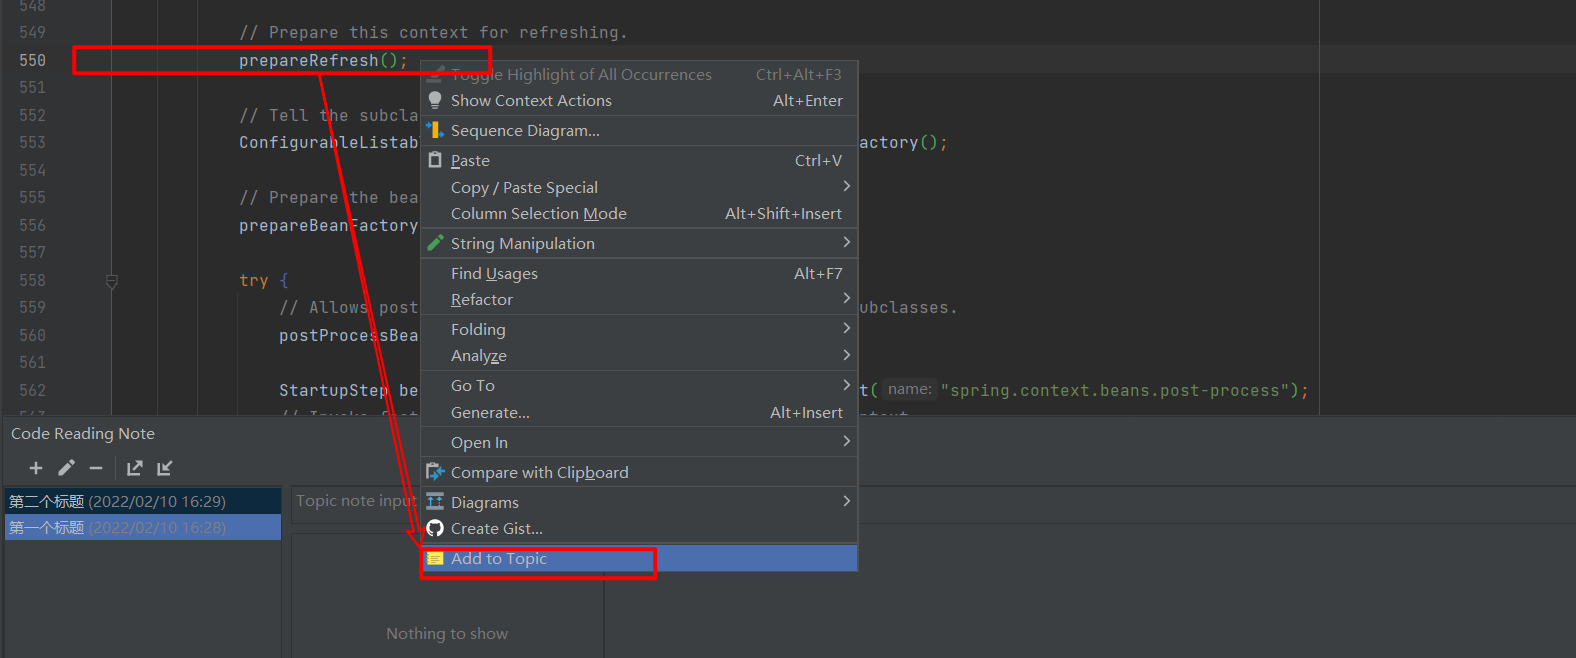 548
549 // Prepare this context for refreshing.
550 prepareRefresh();
551
552 // Tell the subcla
553 ConfigurableListab actory();
554
555 // Prepare the bea
556 prepareBeanFactory
557
558 try {
559 // Allows post ubclasses.
560 postProcessBea
561
562 StartupStep be t( name: "spring.context.beans.post-process");
Toggle Highlight of All Occurrences Ctrl+Alt+F3
Show Context Actions Alt+Enter
Sequence Diagram...
Paste Ctrl+V
Copy / Paste Special
Column Selection Mode Alt+Shift+Insert
String Manipulation
Find Usages Alt+F7
Refactor
Folding
Analyze
Go To
Generate... Alt+Insert
Open In
Compare with Clipboard
Diagrams
Create Gist...
Add to Topic
Code Reading Note
第二个标题 (2022/02/10 16:29)
第一个标题 (2022/02/10 16:28)
Topic note input
Nothing to show